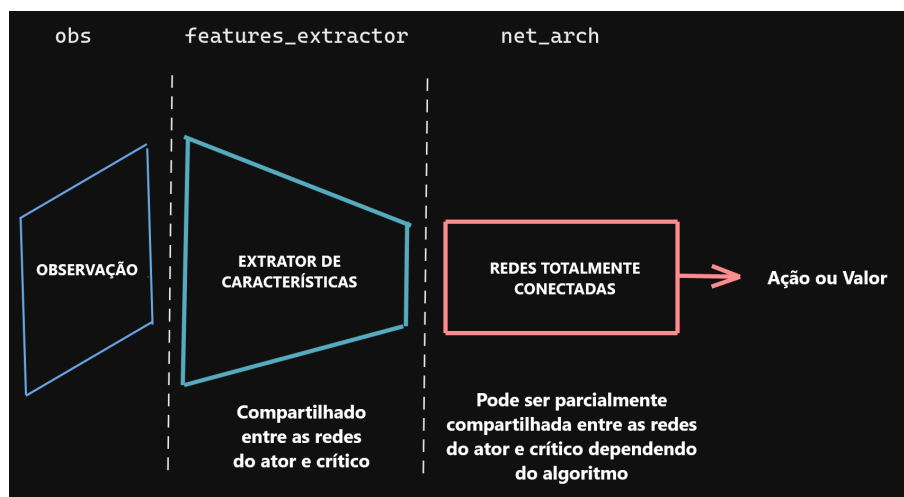 obs
features_extractor
net_arch
OBSERVAÇÃO
EXTRATOR DE
CARACTERÍSTICAS
REDES TOTALMENTE
CONECTADAS
Ação ou Valor
Compartilhado
entre as redes
do ator e crítico
Pode ser parcialmente
compartilhada entre as redes
do ator e crítico dependendo
do algoritmo